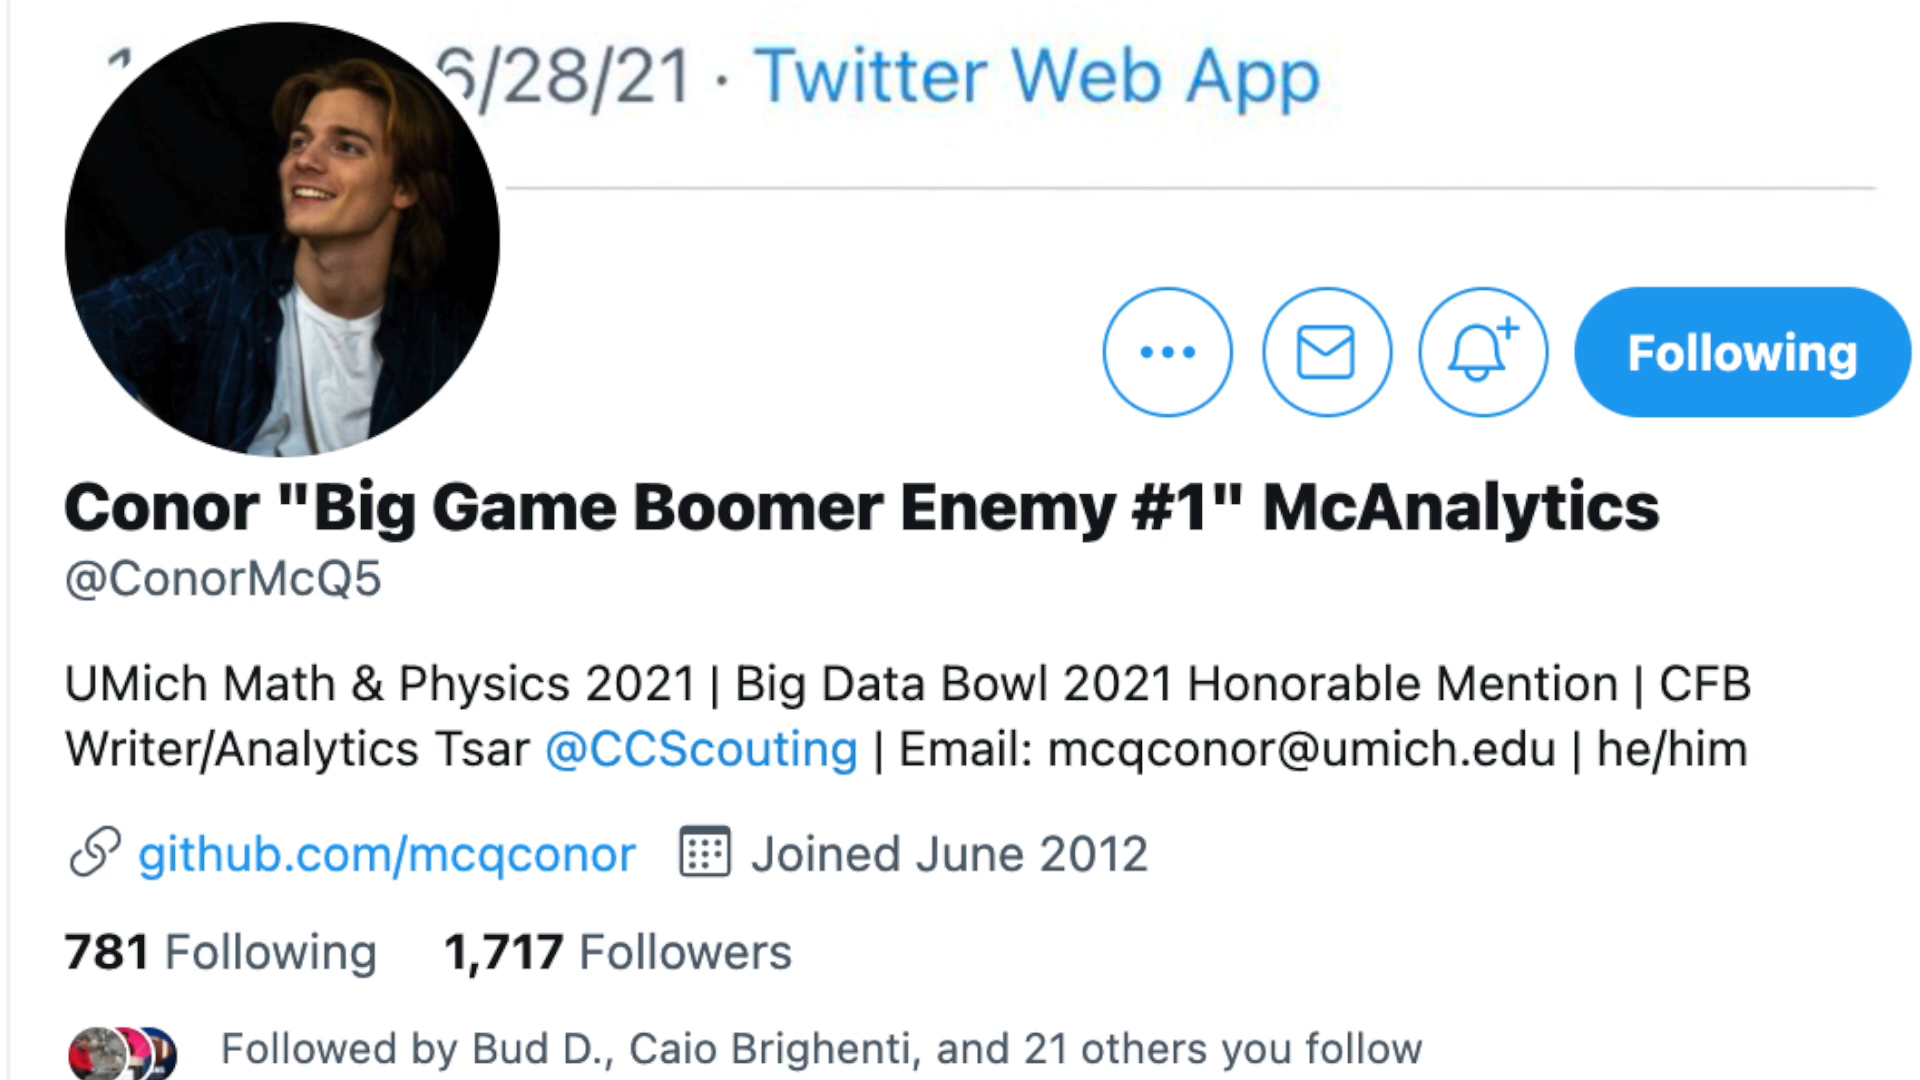 6/28/21 · Twitter Web App
Following
Conor "Big Game Boomer Enemy #1" McAnalytics
@ConorMcQ5
UMich Math & Physics 2021 | Big Data Bowl 2021 Honorable Mention | CFB
Writer/Analytics Tsar @CCScouting | Email: mcqconor@umich.edu | he/him
github.com/mcqconor Joined June 2012
781 Following 1,717 Followers
Followed by Bud D., Caio Brighenti, and 21 others you follow